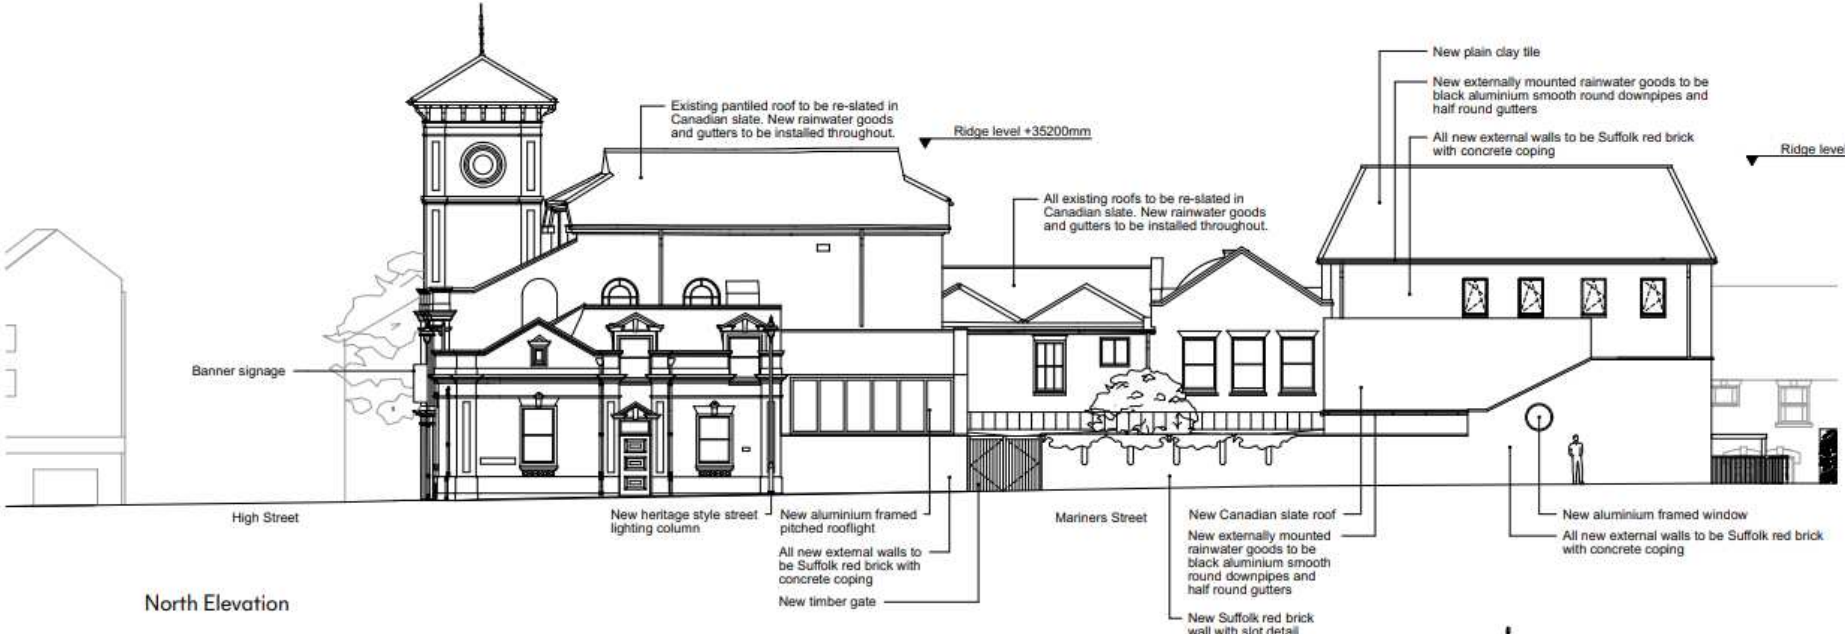 New plain clay tile
New externally mounted rainwater goods to be
black aluminium smooth round downpipes and
half round gutters
Existing pantiled roof to be re-slated in
Canadian slate. New rainwater goods
and gutters to be installed throughout.
Ridge level +35200mm
All new external walls to be Suffolk red brick
with concrete coping
Ridge level
All existing roofs to be re-slated in
Canadian slate. New rainwater goods
and gutters to be installed throughout.
Banner signage
High Street
New heritage style street
lighting column
New aluminium framed
pitched rooflight
All new external walls to
be Suffolk red brick with
concrete coping
New timber gate
Mariners Street
New Canadian slate roof
New externally mounted
rainwater goods to be
black aluminium smooth
round downpipes and
half round gutters
New Suffolk red brick
wall with slot detail
New aluminium framed window
All new external walls to be Suffolk red brick
with concrete coping
North Elevation